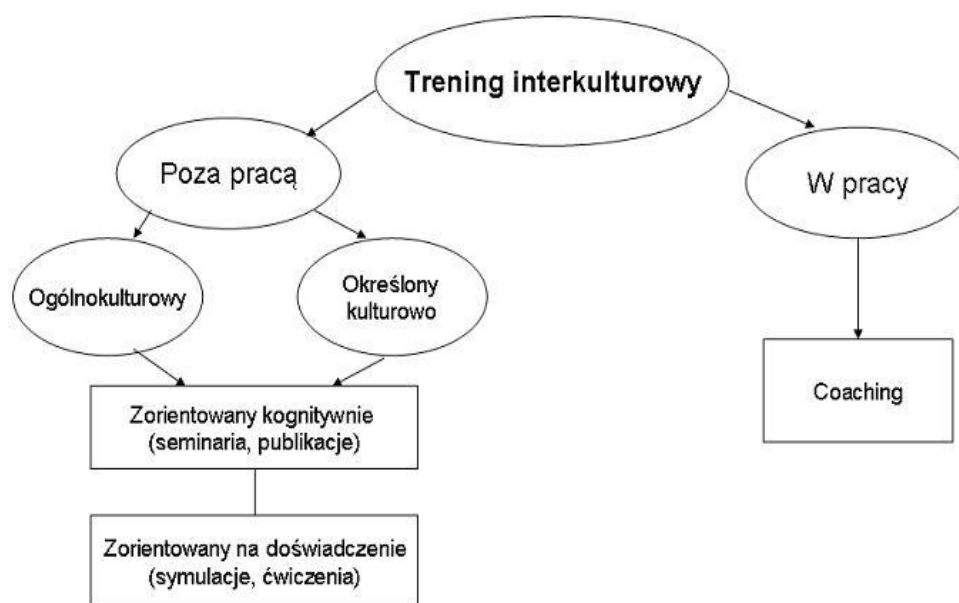 Trening interkulturowy
Poza pracą
W pracy
Ogólnokulturowy
Określony
kulturowo
Zorientowany kognitywnie
(seminaria, publikacje)
Coaching
Zorientowany na doświadczenie
(symulacje, ćwiczenia)